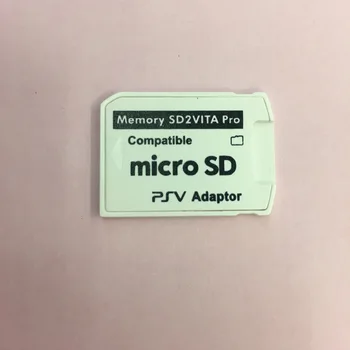 Memory SD2VITA Pro
Compatible
micro SD
PSV Adaptor